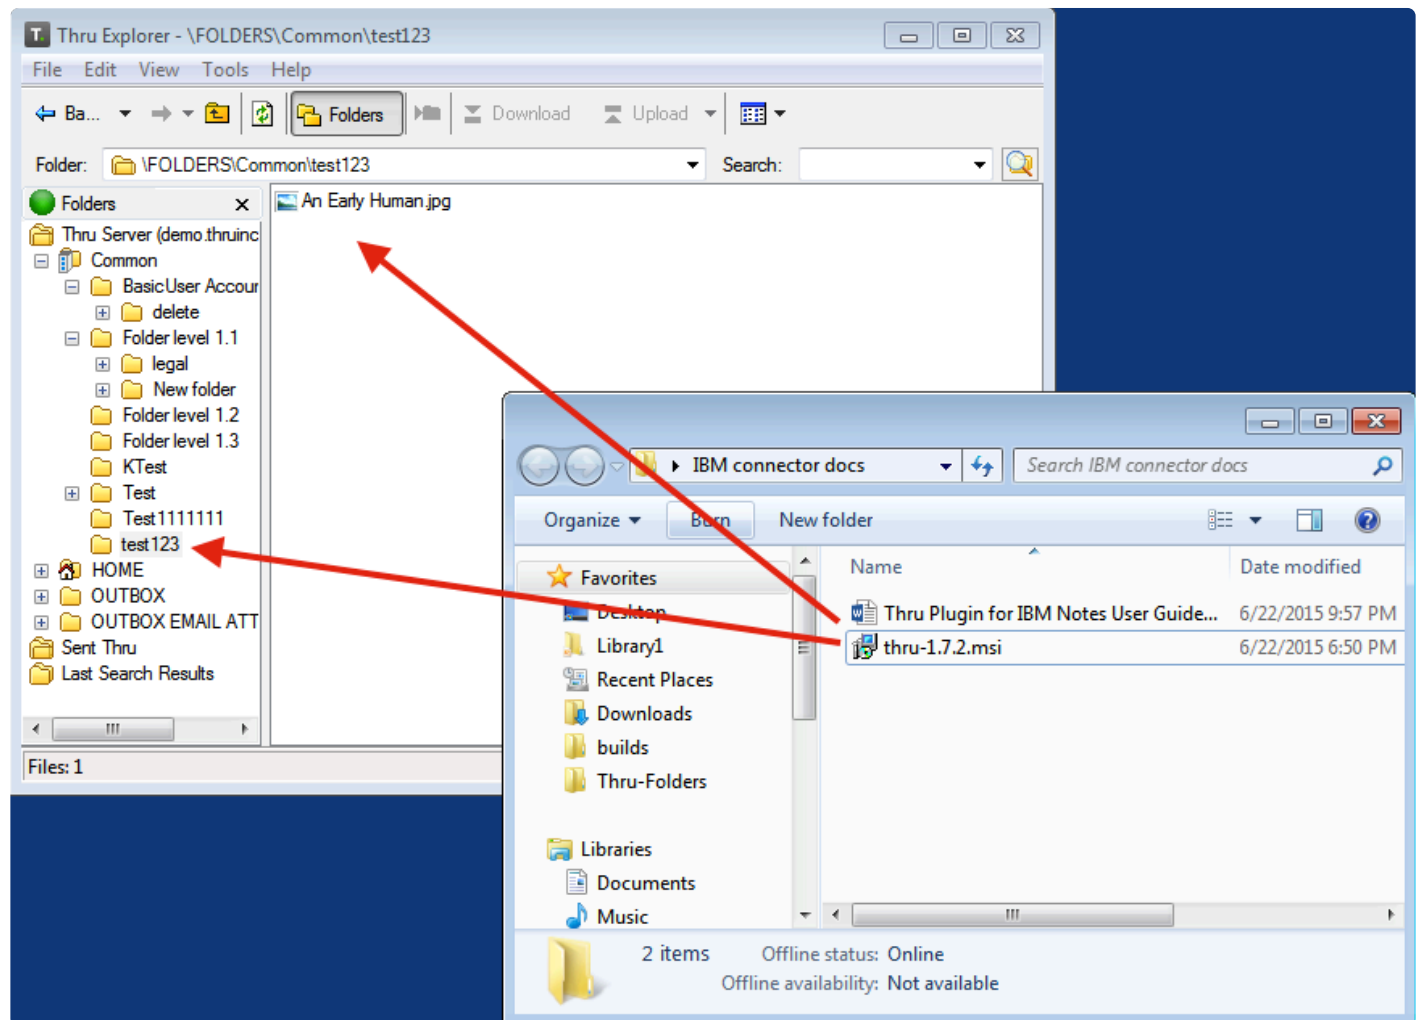 T. Thru Explorer - \FOLDERS\Common\test123
File Edit View Tools Help
Ba... Folders Download Upload
Folder: \FOLDERS\Common\test123 Search:
Folders x
An Early Human.jpg
Thru Server (demo.thruinc
Common
BasicUser Accour
delete
Folder level 1.1
legal
New folder
Folder level 1.2
Folder level 1.3
KTest
Test
Test1111111
test123
HOME
OUTBOX
OUTBOX EMAIL ATT
Sent Thru
Last Search Results
Files: 1
IBM connector docs Search IBM connector docs
Organize Burn New folder
Favorites
Desktop
Library1
Recent Places
Downloads
builds
Thru-Folders
Libraries
Documents
Music
Name Date modified
Thru Plugin for IBM Notes User Guide... 6/22/2015 9:57 PM
thru-1.7.2.msi 6/22/2015 6:50 PM
2 items Offline status: Online
Offline availability: Not available